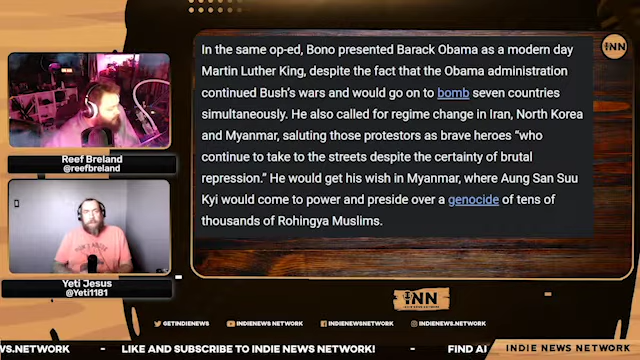 In the same op-ed, Bono presented Barack Obama as a modern day
Martin Luther King, despite the fact that the Obama administration
continued Bush's wars and would go on to bomb seven countries
simultaneously. He also called for regime change in Iran, North Korea
and Myanmar, saluting those protestors as brave heroes "who
continue to take to the streets despite the certainty of brutal
repression." He would get his wish in Myanmar, where Aung San Suu
Kyi would come to power and preside over a genocide of tens of
thousands of Rohingya Muslims.
INN
Reef Breland
@reefbreland
Yeti Jesus
@Yeti1181
INN
GETINDIENEWS
INDIENEWS NETWORK
INDIENEWS NETWORK
INDIENEWS.NETWORK
WS.NETWORK - LIKE AND SUBSCRIBE TO INDIE NEWS NETWORK! - FIND AL
INDIE NEWS NETWORK